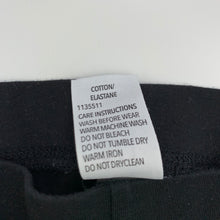 COTTON/
ELASTANE
1135511
CARE INSTRUCTIONS
WASH BEFORE WEAR
WARM MACHINE WASH
DO NOT BLEACH
DO NOT TUMBLE DRY
WARM IRON
DO NOT DRYCLEAN